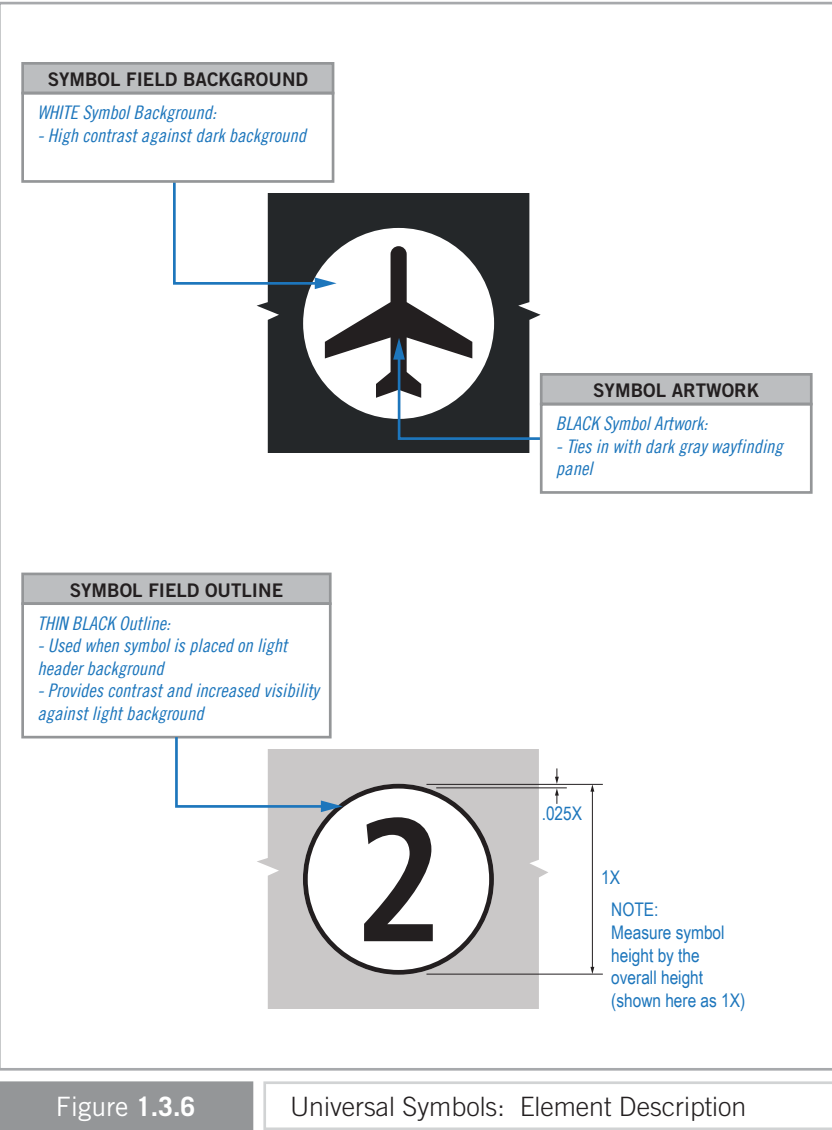 SYMBOL FIELD BACKGROUND
WHITE Symbol Background:
- High contrast against dark background
SYMBOL ARTWORK
BLACK Symbol Artwork:
- Ties in with dark gray wayfinding
panel
SYMBOL FIELD OUTLINE
THIN BLACK Outline:
- Used when symbol is placed on light
header background
- Provides contrast and increased visibility
against light background
2
.025X
1X
NOTE:
Measure symbol
height by the
overall height
(shown here as 1X)
Figure 1.3.6
Universal Symbols: Element Description